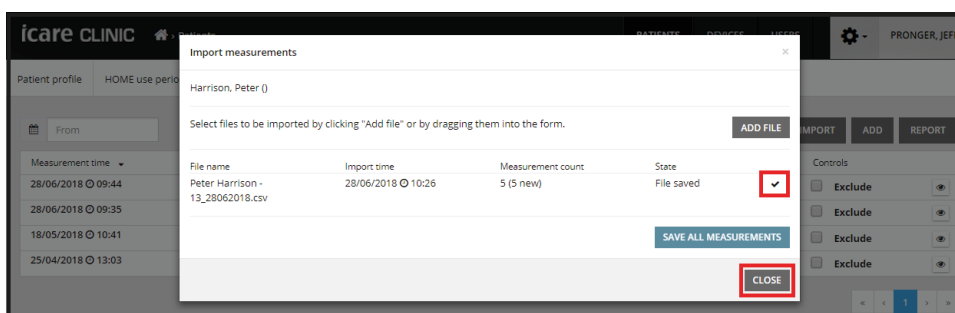 icare CLINIC
PATIENTS DEVICES USERS
PRONGER, JEF
Import measurements ×
Patient profile HOME use perio
Harrison, Peter ()
From
Select files to be imported by clicking "Add file" or by dragging them into the form.
ADD FILE
IMPORT ADD REPORT
Measurement time
Controls
File name Import time Measurement count State
28/06/2018 09:44
Peter Harrison - 28/06/2018 10:26 5 (5 new) File saved
13_28062018.csv
Exclude
28/06/2018 09:35
Exclude
18/05/2018 10:41
SAVE ALL MEASUREMENTS
Exclude
25/04/2018 13:03
Exclude
CLOSE
« ‹ 1 › »